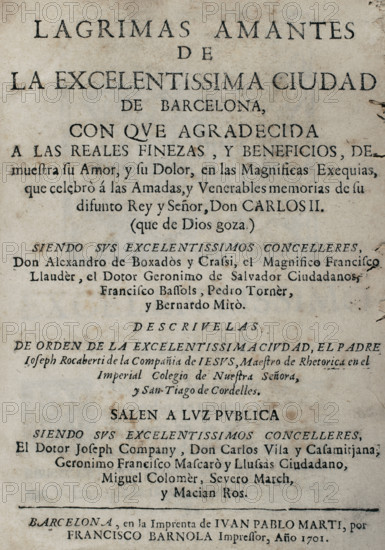 LAGRIMAS AMANTES
DE
LA EXCELENTISSIMA CIUDAD
DE BARCELONA,
CON QVE AGRADECIDA
A LAS REALES FINEZAS, Y BENEFICIOS, DE-
muestra su Amor, y su Dolor, en las Magnificas Exequias,
que celebrò á las Amadas, y Venerables memorias de su
difunto Rey y Señor, Don CARLOS II.
(que de Dios goza.)
SIENDO SVS EXCELENTISSIMOS CONCELLERES,
Don Alexandro de Boxadòs y Crassi, el Magnifico Francisco
Llaudèr, el Dotor Geronimo de Salvador Ciudadanos,
Francisco Bassols, Pedro Tornèr,
y Bernardo Mirò.
DESCRIVELAS,
DE ORDEN DE LA EXCELENTISSIMA CIVDAD, EL PADRE
Ioseph Rocaberti de la Compañia de IESVS, Maestro de Rhetorica en el
Imperial Colegio de Nuestra Señora,
y San-Tiago de Cordelles.
SALEN A LVZ PVBLICA
SIENDO SVS EXCELENTISSIMOS CONCELLERES,
El Dotor Joseph Company, Don Carlos Vila y Casamitjana,
Geronimo Francisco Mascarò y Llussàs Ciudadano,
Miguel Colomèr, Severo March,
y Macian Ros.
BARCELONA, en la Imprenta de IVAN PABLO MARTI, por
FRANCISCO BARNOLA Impressor, Año 1701.